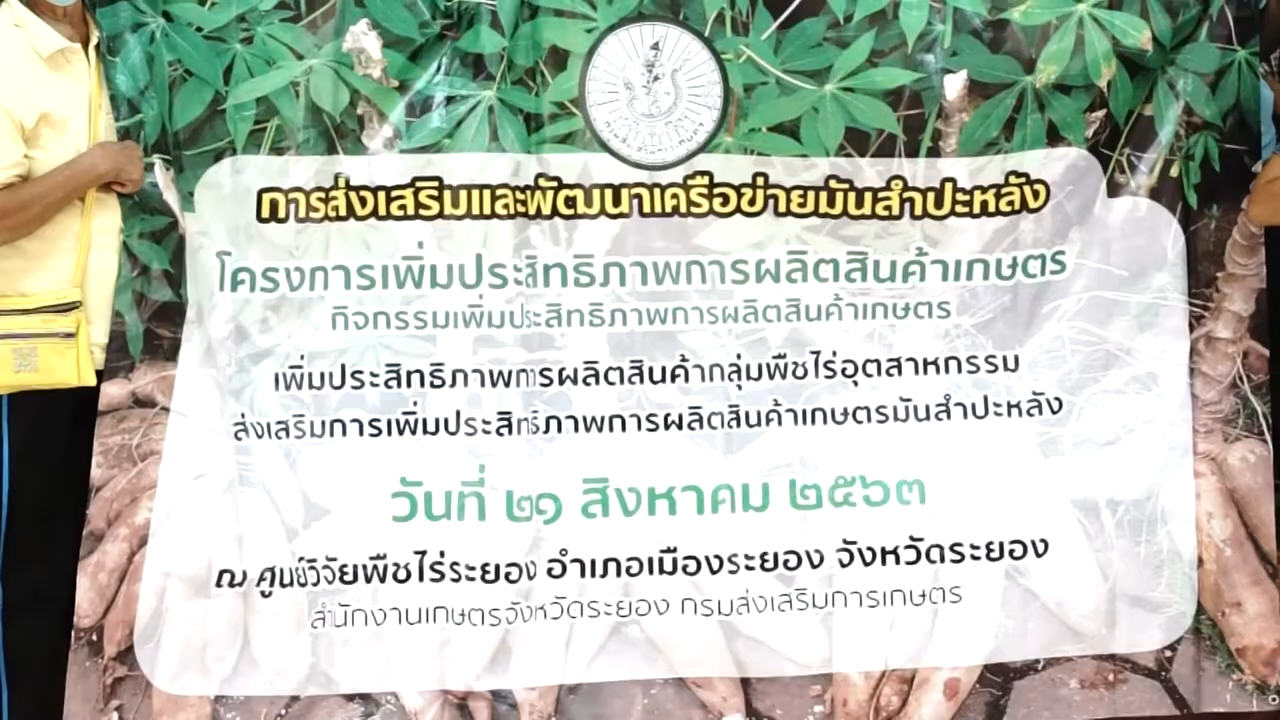 การส่งเสริมและพัฒนาเครือข่ายมันสำปะหลัง
โครงการเพิ่มประสิทธิภาพการผลิตสินค้าเกษตร
กิจกรรมเพิ่มประสิทธิภาพการผลิตสินค้าเกษตร
เพิ่มประสิทธิภาพการผลิตสินค้ากลุ่มพืชไร่อุตสาหกรรม
ส่งเสริมการเพิ่มประสิทธิภาพการผลิตสินค้าเกษตรมันสำปะหลัง
วันที่ ๒๑ สิงหาคม ๒๕๖๓
ณ ศูนย์วิจัยพืชไร่ระยอง อำเภอเมืองระยอง จังหวัดระยอง
สำนักงานเกษตรจังหวัดระยอง กรมส่งเสริมการเกษตร